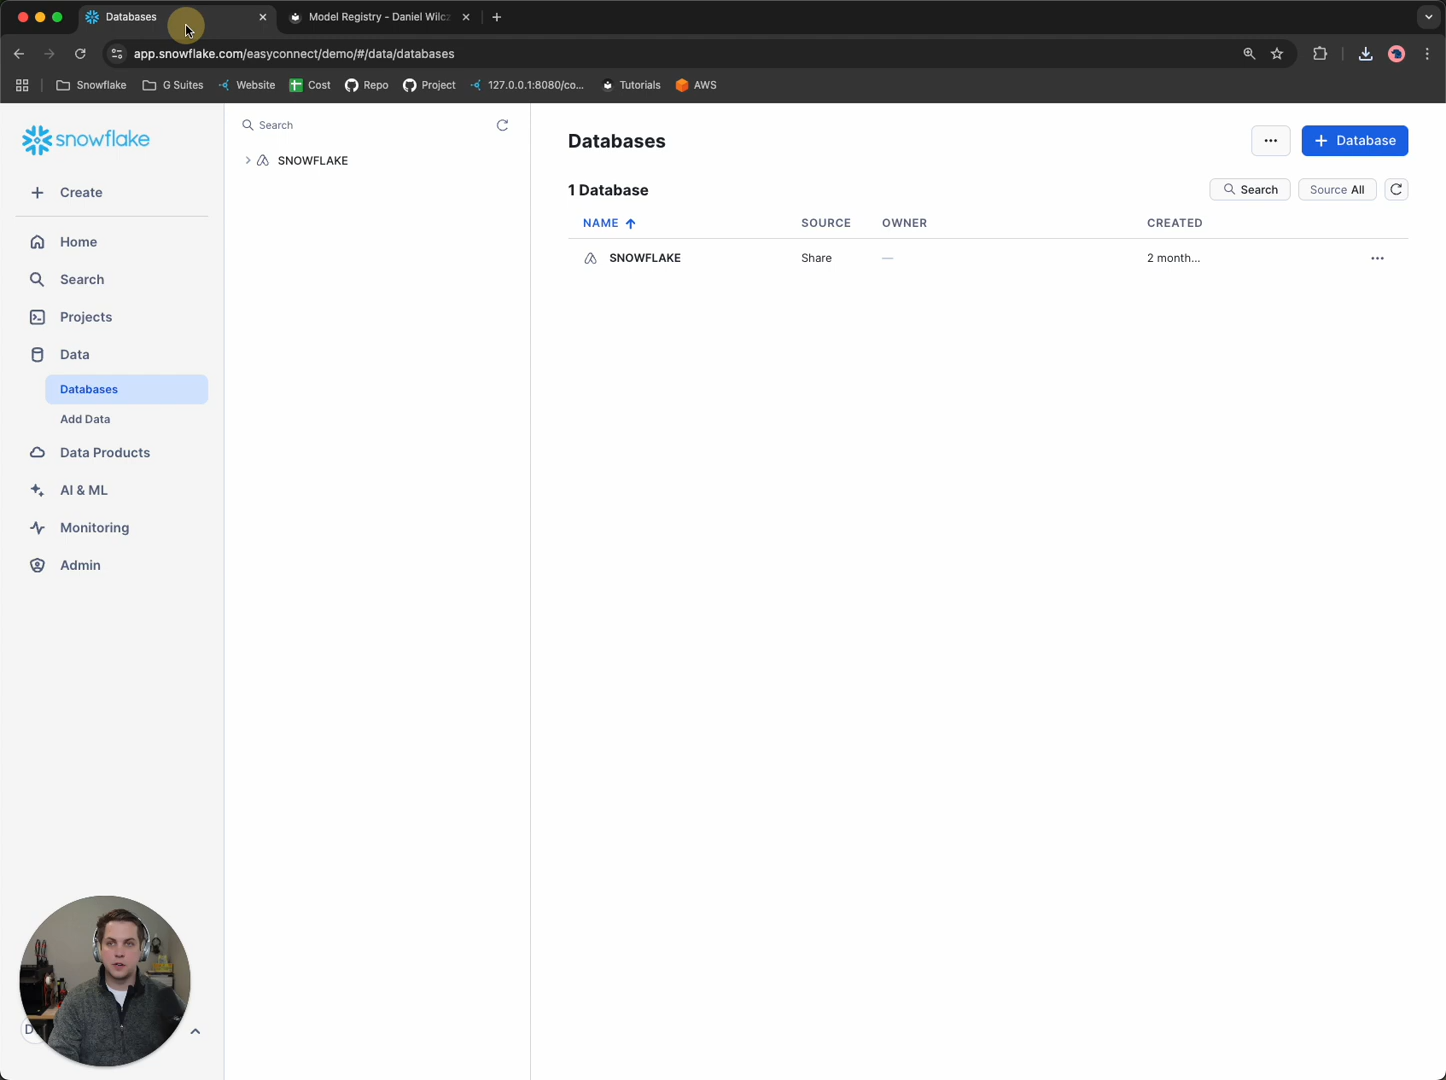 Databases
Model Registry - Daniel Wilcz
app.snowflake.com/easyconnect/demo/#/data/databases
Snowflake
G Suites
Website
Cost
Repo
Project
127.0.0.1:8080/co...
Tutorials
AWS
snowflake
Create
Home
Search
Projects
Data
Databases
Add Data
Data Products
AI & ML
Monitoring
Admin
D
Search
SNOWFLAKE
Databases
...
+ Database
1 Database
Search
Source All
NAME SOURCE OWNER CREATED
SNOWFLAKE Share — 2 month... ...